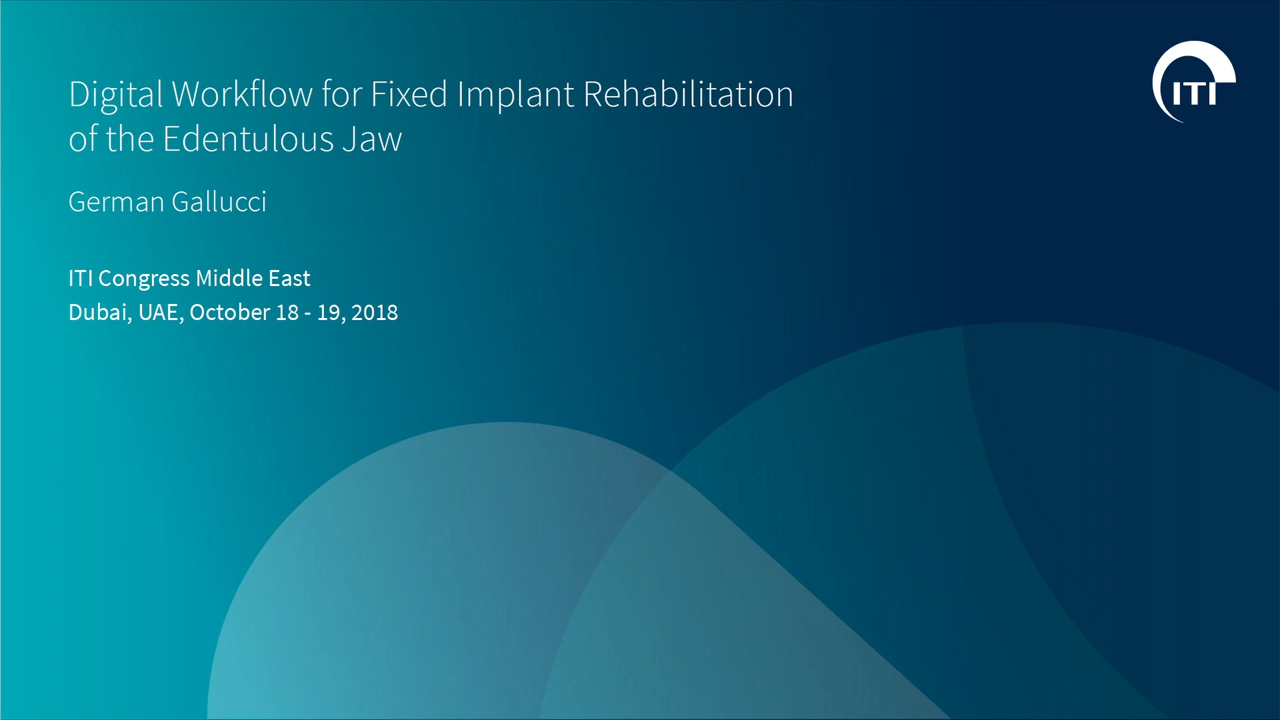 Digital Workflow for Fixed Implant Rehabilitation
of the Edentulous Jaw
German Gallucci
ITI Congress Middle East
Dubai, UAE, October 18 - 19, 2018
ITI